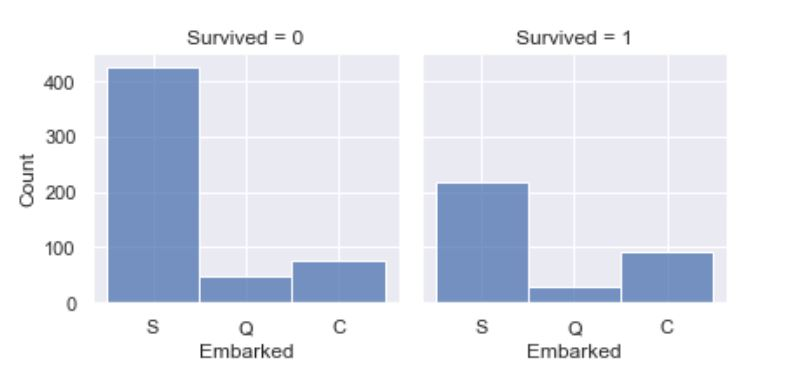 Survived = 0
Survived = 1
400
300
200
100
0
Count
S Q C
S Q C
Embarked
Embarked